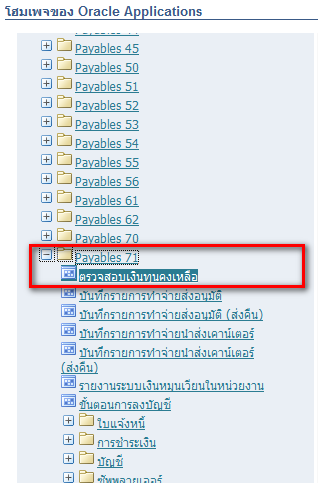 โฮมเพจของ Oracle Applications
Payables 44
Payables 45
Payables 50
Payables 51
Payables 52
Payables 53
Payables 54
Payables 55
Payables 56
Payables 61
Payables 62
Payables 70
Payables 71
ตรวจสอบเงินทุนคงเหลือ
บันทึกรายการทำจ่ายส่งอนุมัติ
บันทึกรายการทำจ่ายส่งอนุมัติ (ส่งคืน)
บันทึกรายการทำจ่ายนำส่งเคาน์เตอร์
บันทึกรายการทำจ่ายนำส่งเคาน์เตอร์
(ส่งคืน)
รายงานระบบเงินหมุนเวียนในหน่วยงาน
ขั้นตอนการลงบัญชี
ใบแจ้งหนี้
การชำระเงิน
บัญชี
ซัพพลายเออร์